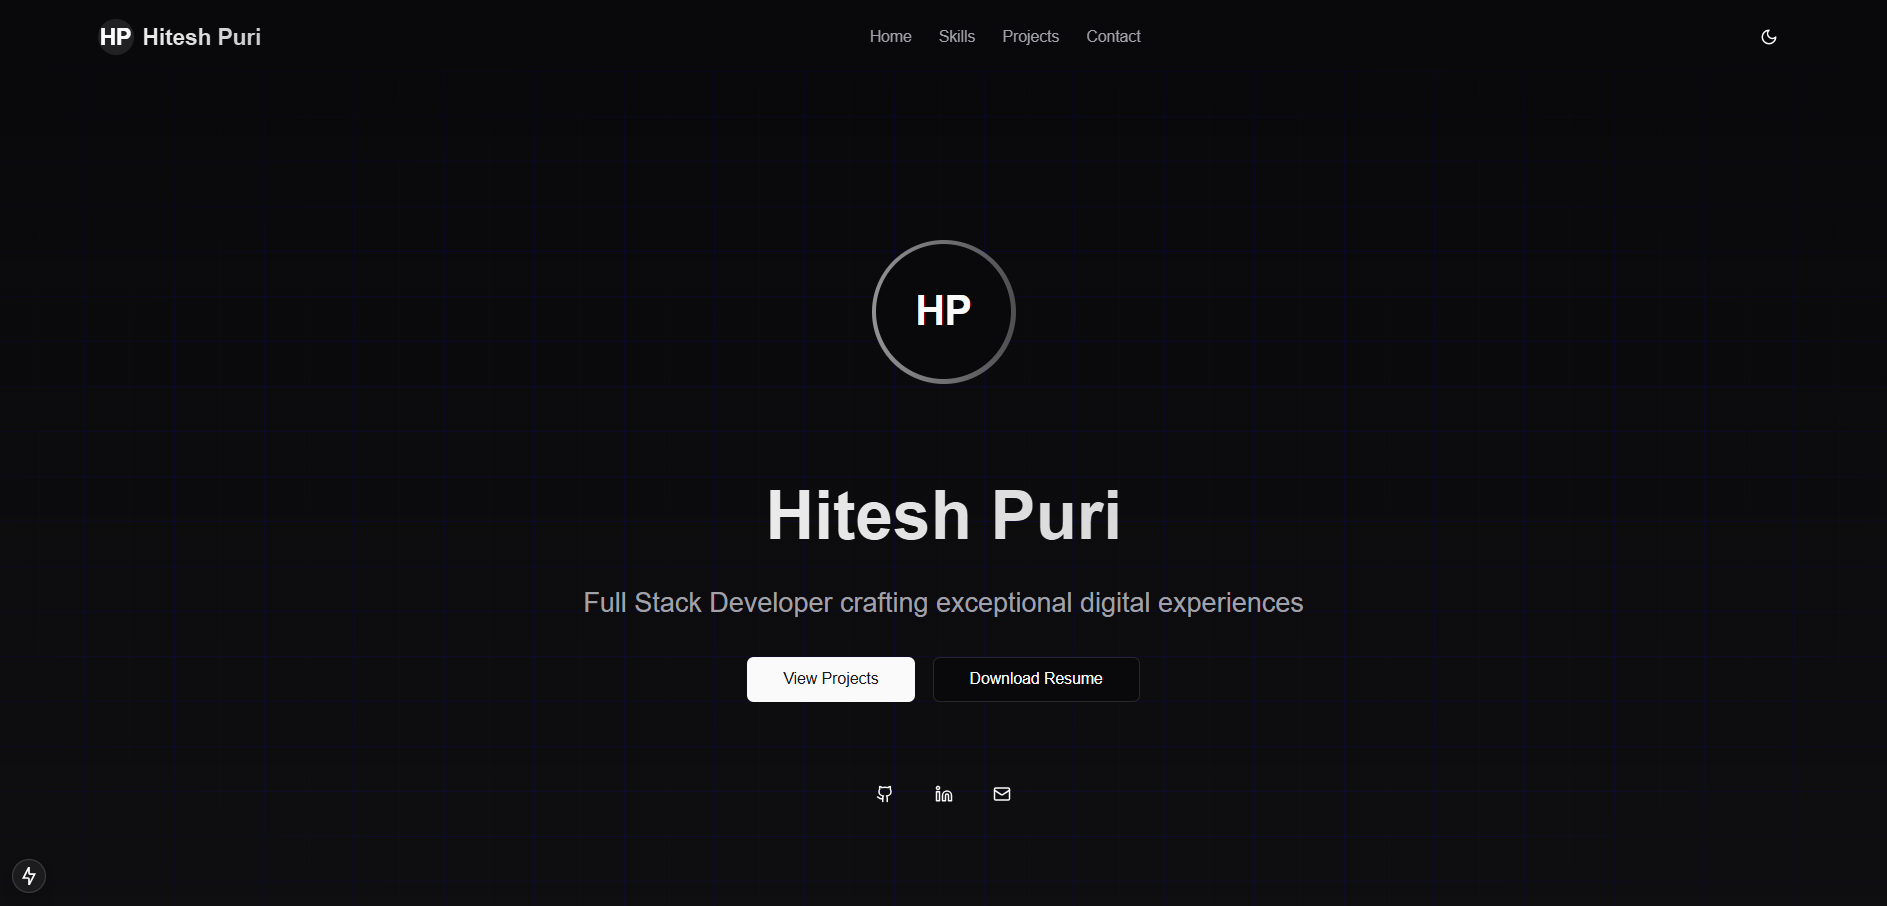 HP Hitesh Puri
Home Skills Projects Contact
HP
Hitesh Puri
Full Stack Developer crafting exceptional digital experiences
View Projects Download Resume